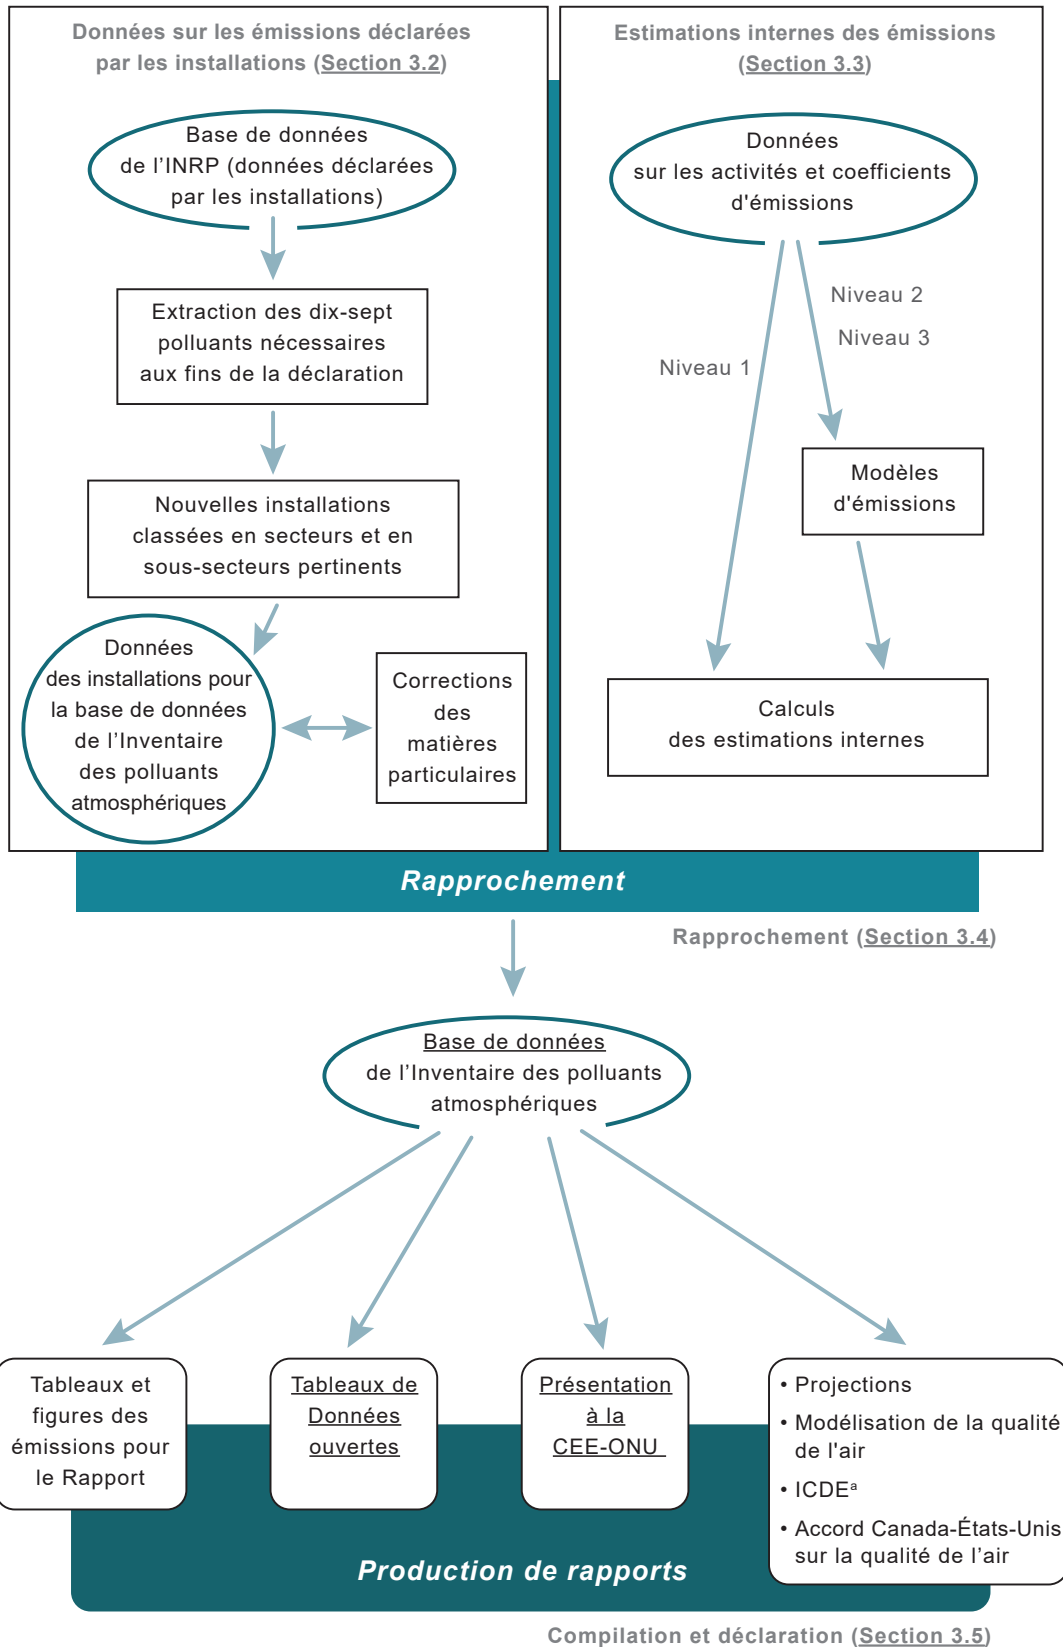 Données sur les émissions déclarées
par les installations (Section 3.2)
Base de données
de l’INRP (données déclarées
par les installations)
Extraction des dix-sept
polluants nécessaires
aux fins de la déclaration
Nouvelles installations
classées en secteurs et en
sous-secteurs pertinents
Données
des installations pour
la base de données
de l’Inventaire
des polluants
atmosphériques
Corrections
des
matières
particulaires
Estimations internes des émissions
(Section 3.3)
Données
sur les activités et coefficients
d'émissions
Niveau 2
Niveau 3
Niveau 1
Modèles
d'émissions
Calculs
des estimations internes
Rapprochement
Rapprochement (Section 3.4)
Base de données
de l’Inventaire des polluants
atmosphériques
Tableaux et
figures des
émissions pour
le Rapport
Tableaux de
Données
ouvertes
Présentation
à la
CEE-ONU
• Projections
• Modélisation de la qualité
de l'air
• ICDEᵃ
• Accord Canada-États-Unis
sur la qualité de l’air
Production de rapports
Compilation et déclaration (Section 3.5)